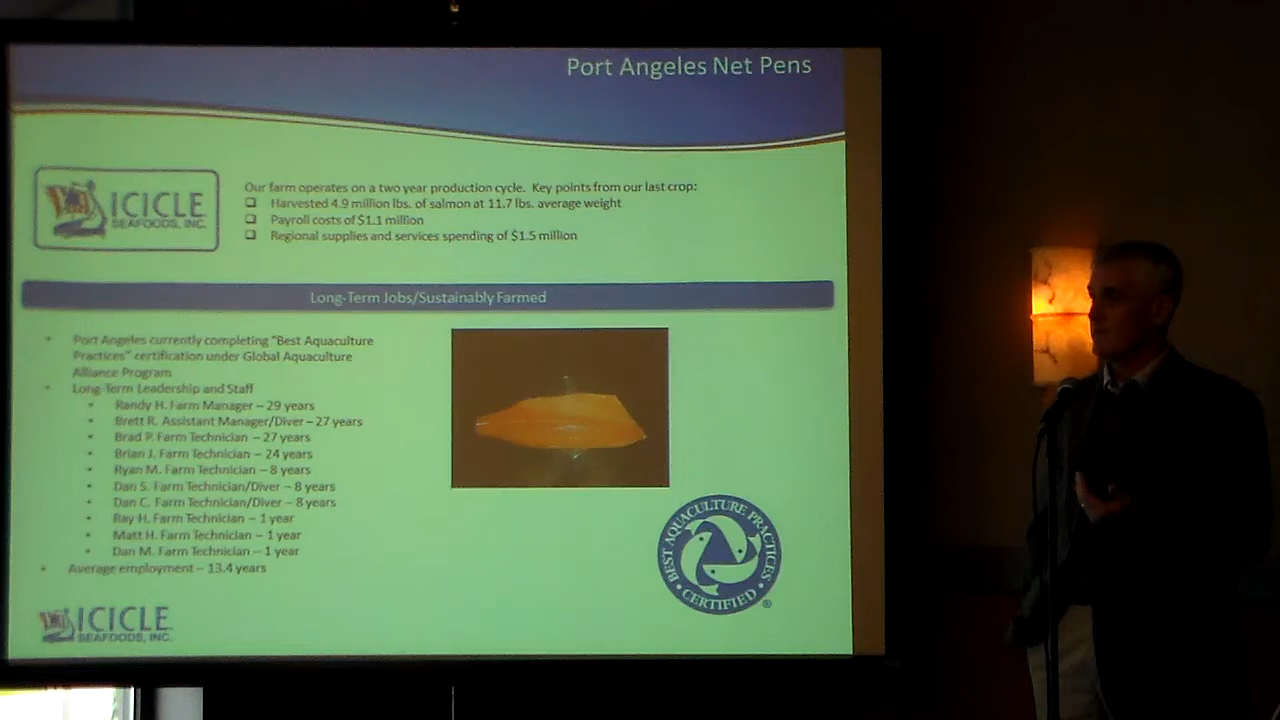 Port Angeles Net Pens
ICICLE
SEAFOODS, INC.
Our farm operates on a two year production cycle. Key points from our last crop:
Harvested 4.9 million lbs. of salmon at 11.7 lbs. average weight
Payroll costs of $1.1 million
Regional supplies and services spending of $1.5 million
Long-Term Jobs/Sustainably Farmed
Port Angeles currently completing "Best Aquaculture
Practices" certification under Global Aquaculture
Alliance Program
Long-Term Leadership and Staff
Randy H. Farm Manager – 29 years
Brett R. Assistant Manager/Diver – 27 years
Brad P. Farm Technician – 27 years
Brian J. Farm Technician – 24 years
Ryan M. Farm Technician – 8 years
Dan S. Farm Technician/Diver – 8 years
Dan C. Farm Technician/Diver – 8 years
Ray H. Farm Technician – 1 year
Matt H. Farm Technician – 1 year
Dan M. Farm Technician – 1 year
Average employment – 13.4 years
BEST AQUACULTURE PRACTICES
CERTIFIED
®
ICICLE
SEAFOODS, INC.